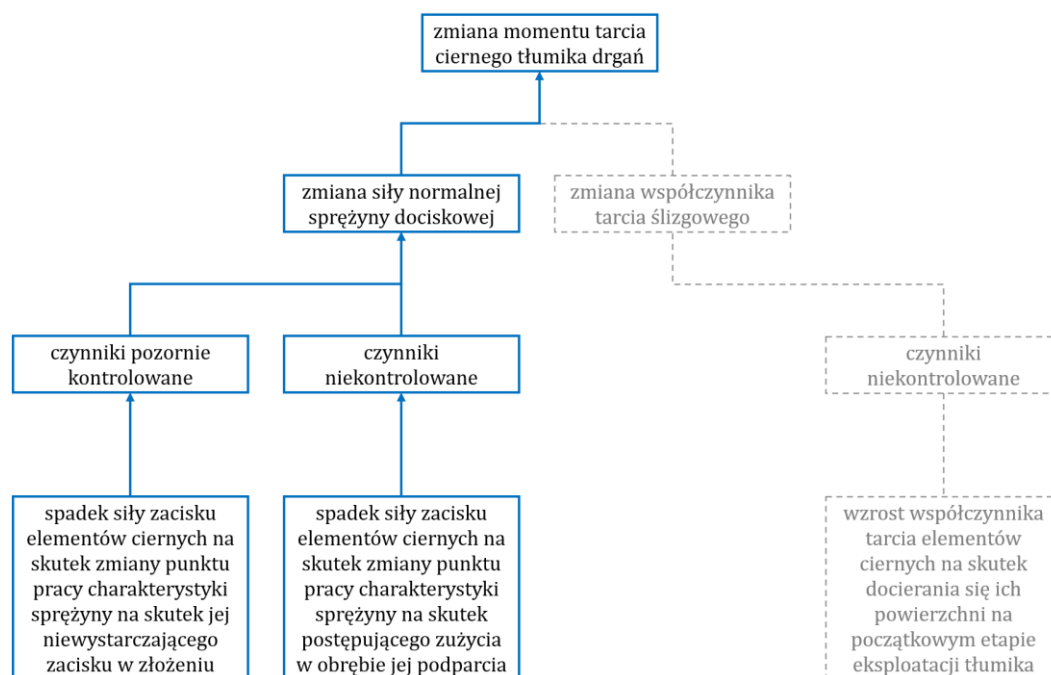 zmiana momentu tarcia
ciernego tłumika drgań
zmiana siły normalnej
sprężyny dociskowej
zmiana współczynnika
tarcia ślizgowego
czynniki pozornie
kontrolowane
czynniki
niekontrolowane
czynniki
niekontrolowane
spadek siły zacisku
elementów ciernych na
skutek zmiany punktu
pracy charakterystyki
sprężyny na skutek jej
niewystarczającego
zacisku w złożeniu
spadek siły zacisku
elementów ciernych na
skutek zmiany punktu
pracy charakterystyki
sprężyny na skutek
postępującego zużycia
w obrębie jej podparcia
wzrost współczynnika
tarcia elementów
ciernych na skutek
docierania się ich
powierzchni na
początkowym etapie
eksploatacji tłumika